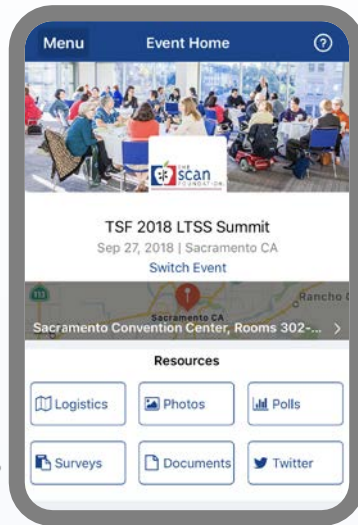 Menu
Event Home
?
THE
scan
FOUNDATION
TSF 2018 LTSS Summit
Sep 27, 2018 | Sacramento CA
Switch Event
Rancho
Sacramento CA
Sacramento Convention Center, Rooms 302-... >
Resources
Logistics
Photos
Polls
Surveys
Documents
Twitter